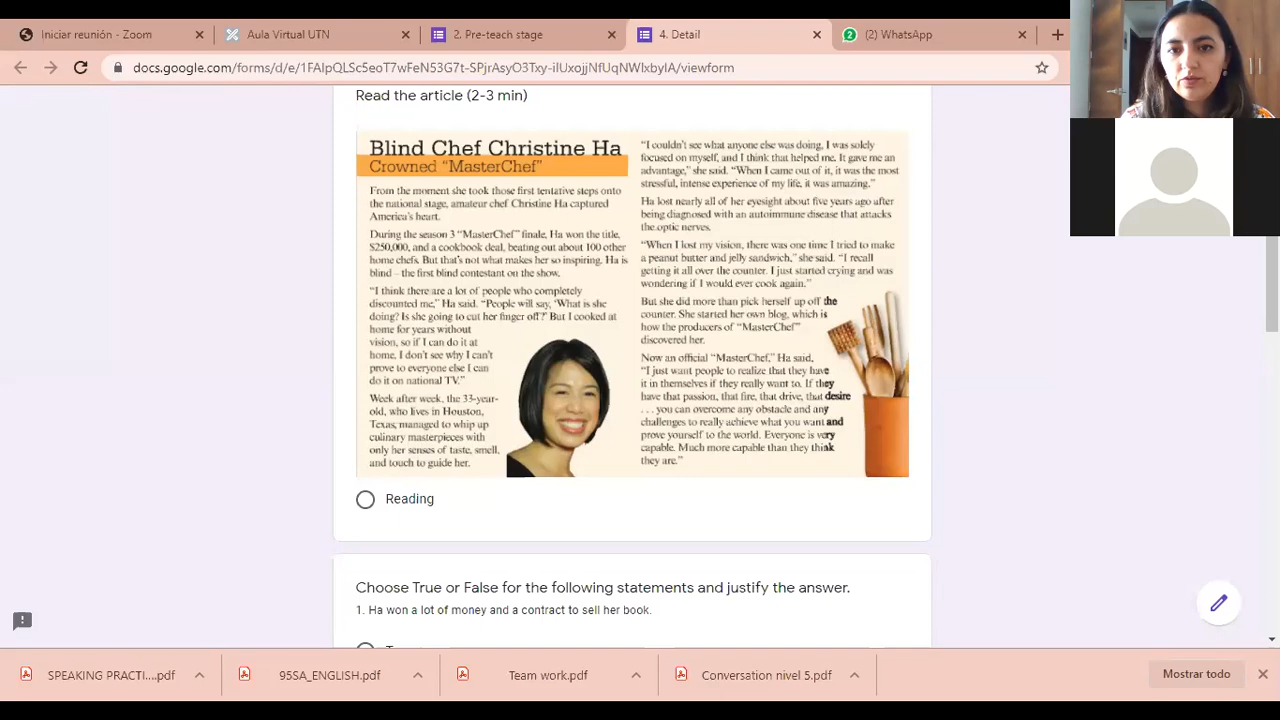 Iniciar reunión - Zoom
Aula Virtual UTN
2. Pre-teach stage
4. Detail
(2) WhatsApp
docs.google.com/forms/d/e/1FAIpQLSc5eoT7wFeN53G7t-SPjrAsyO3Txy-iIUxojjNfUqNWIxbyIA/viewform
Read the article (2-3 min)
Blind Chef Christine Ha
Crowned “MasterChef”
From the moment she took those first tentative steps onto
the national stage, amateur chef Christine Ha captured
America's heart.
During the season 3 “MasterChef” finale, Ha won the title,
$250,000, and a cookbook deal, beating out about 100 other
home chefs. But that's not what makes her so inspiring. Ha is
blind – the first blind contestant on the show.
“I think there are a lot of people who completely
discounted me,” Ha said. “People will say, ‘What is she
doing? Is she going to cut her finger off?’ But I cooked at
home for years without
vision, so if I can do it at
home, I don't see why I can't
prove to everyone else I can
do it on national TV.”
Week after week, the 33-year-
old, who lives in Houston,
Texas, managed to whip up
culinary masterpieces with
only her senses of taste, smell,
and touch to guide her.
“I couldn't see what anyone else was doing, I was solely
focused on myself, and I think that helped me. It gave me an
advantage,” she said. “When I came out of it, it was the most
stressful, intense experience of my life, it was amazing.”
Ha lost nearly all of her eyesight about five years ago after
being diagnosed with an autoimmune disease that attacks
the optic nerves.
“When I lost my vision, there was one time I tried to make
a peanut butter and jelly sandwich,” she said. “I recall
getting it all over the counter. I just started crying and was
wondering if I would ever cook again.”
But she did more than pick herself up off the
counter. She started her own blog, which is
how the producers of “MasterChef”
discovered her.
Now an official “MasterChef,” Ha said,
“I just want people to realize that they have
it in themselves if they really want to. If they
have that passion, that fire, that drive, that desire
. . . you can overcome any obstacle and any
challenges to really achieve what you want and
prove yourself to the world. Everyone is very
capable. Much more capable than they think
they are.”
Reading
Choose True or False for the following statements and justify the answer.
1. Ha won a lot of money and a contract to sell her book.
SPEAKING PRACTI....pdf
95SA_ENGLISH.pdf
Team work.pdf
Conversation nivel 5.pdf
Mostrar todo